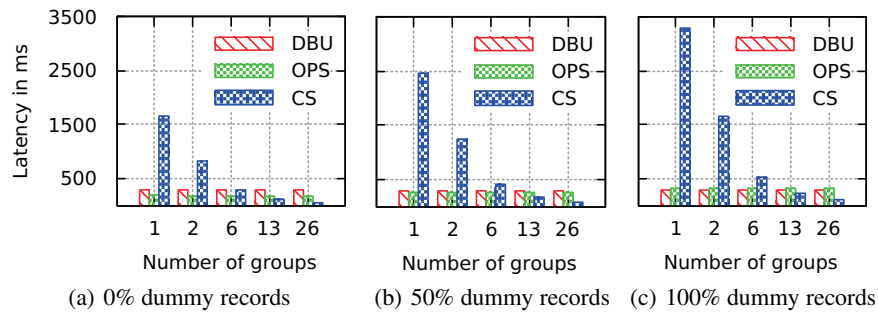 Latency in ms
3500
2500
1500
500
DBU
OPS
CS
1 2 6 13 26
Number of groups
(a) 0% dummy records
DBU
OPS
CS
1 2 6 13 26
Number of groups
(b) 50% dummy records
DBU
OPS
CS
1 2 6 13 26
Number of groups
(c) 100% dummy records